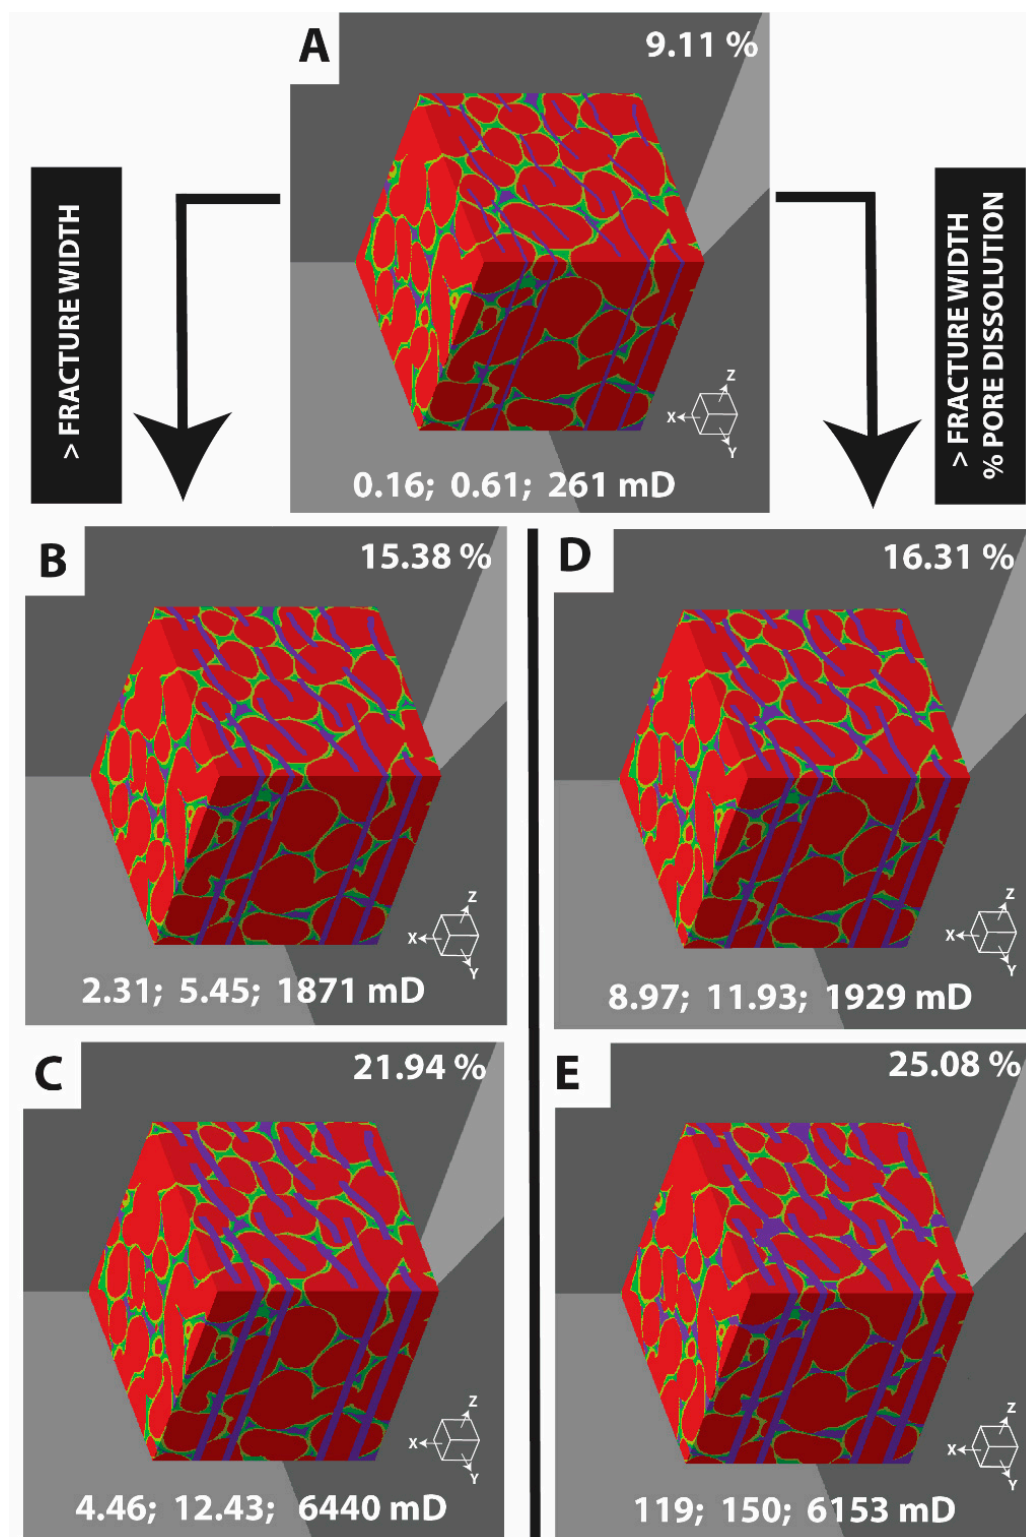 A
9.11 %
> FRACTURE WIDTH
> FRACTURE WIDTH
% PORE DISSOLUTION
Z
X
Y
0.16; 0.61; 261 mD
B
15.38 %
Z
X
Y
2.31; 5.45; 1871 mD
D
16.31 %
Z
X
Y
8.97; 11.93; 1929 mD
C
21.94 %
Z
X
Y
4.46; 12.43; 6440 mD
E
25.08 %
Z
X
Y
119; 150; 6153 mD